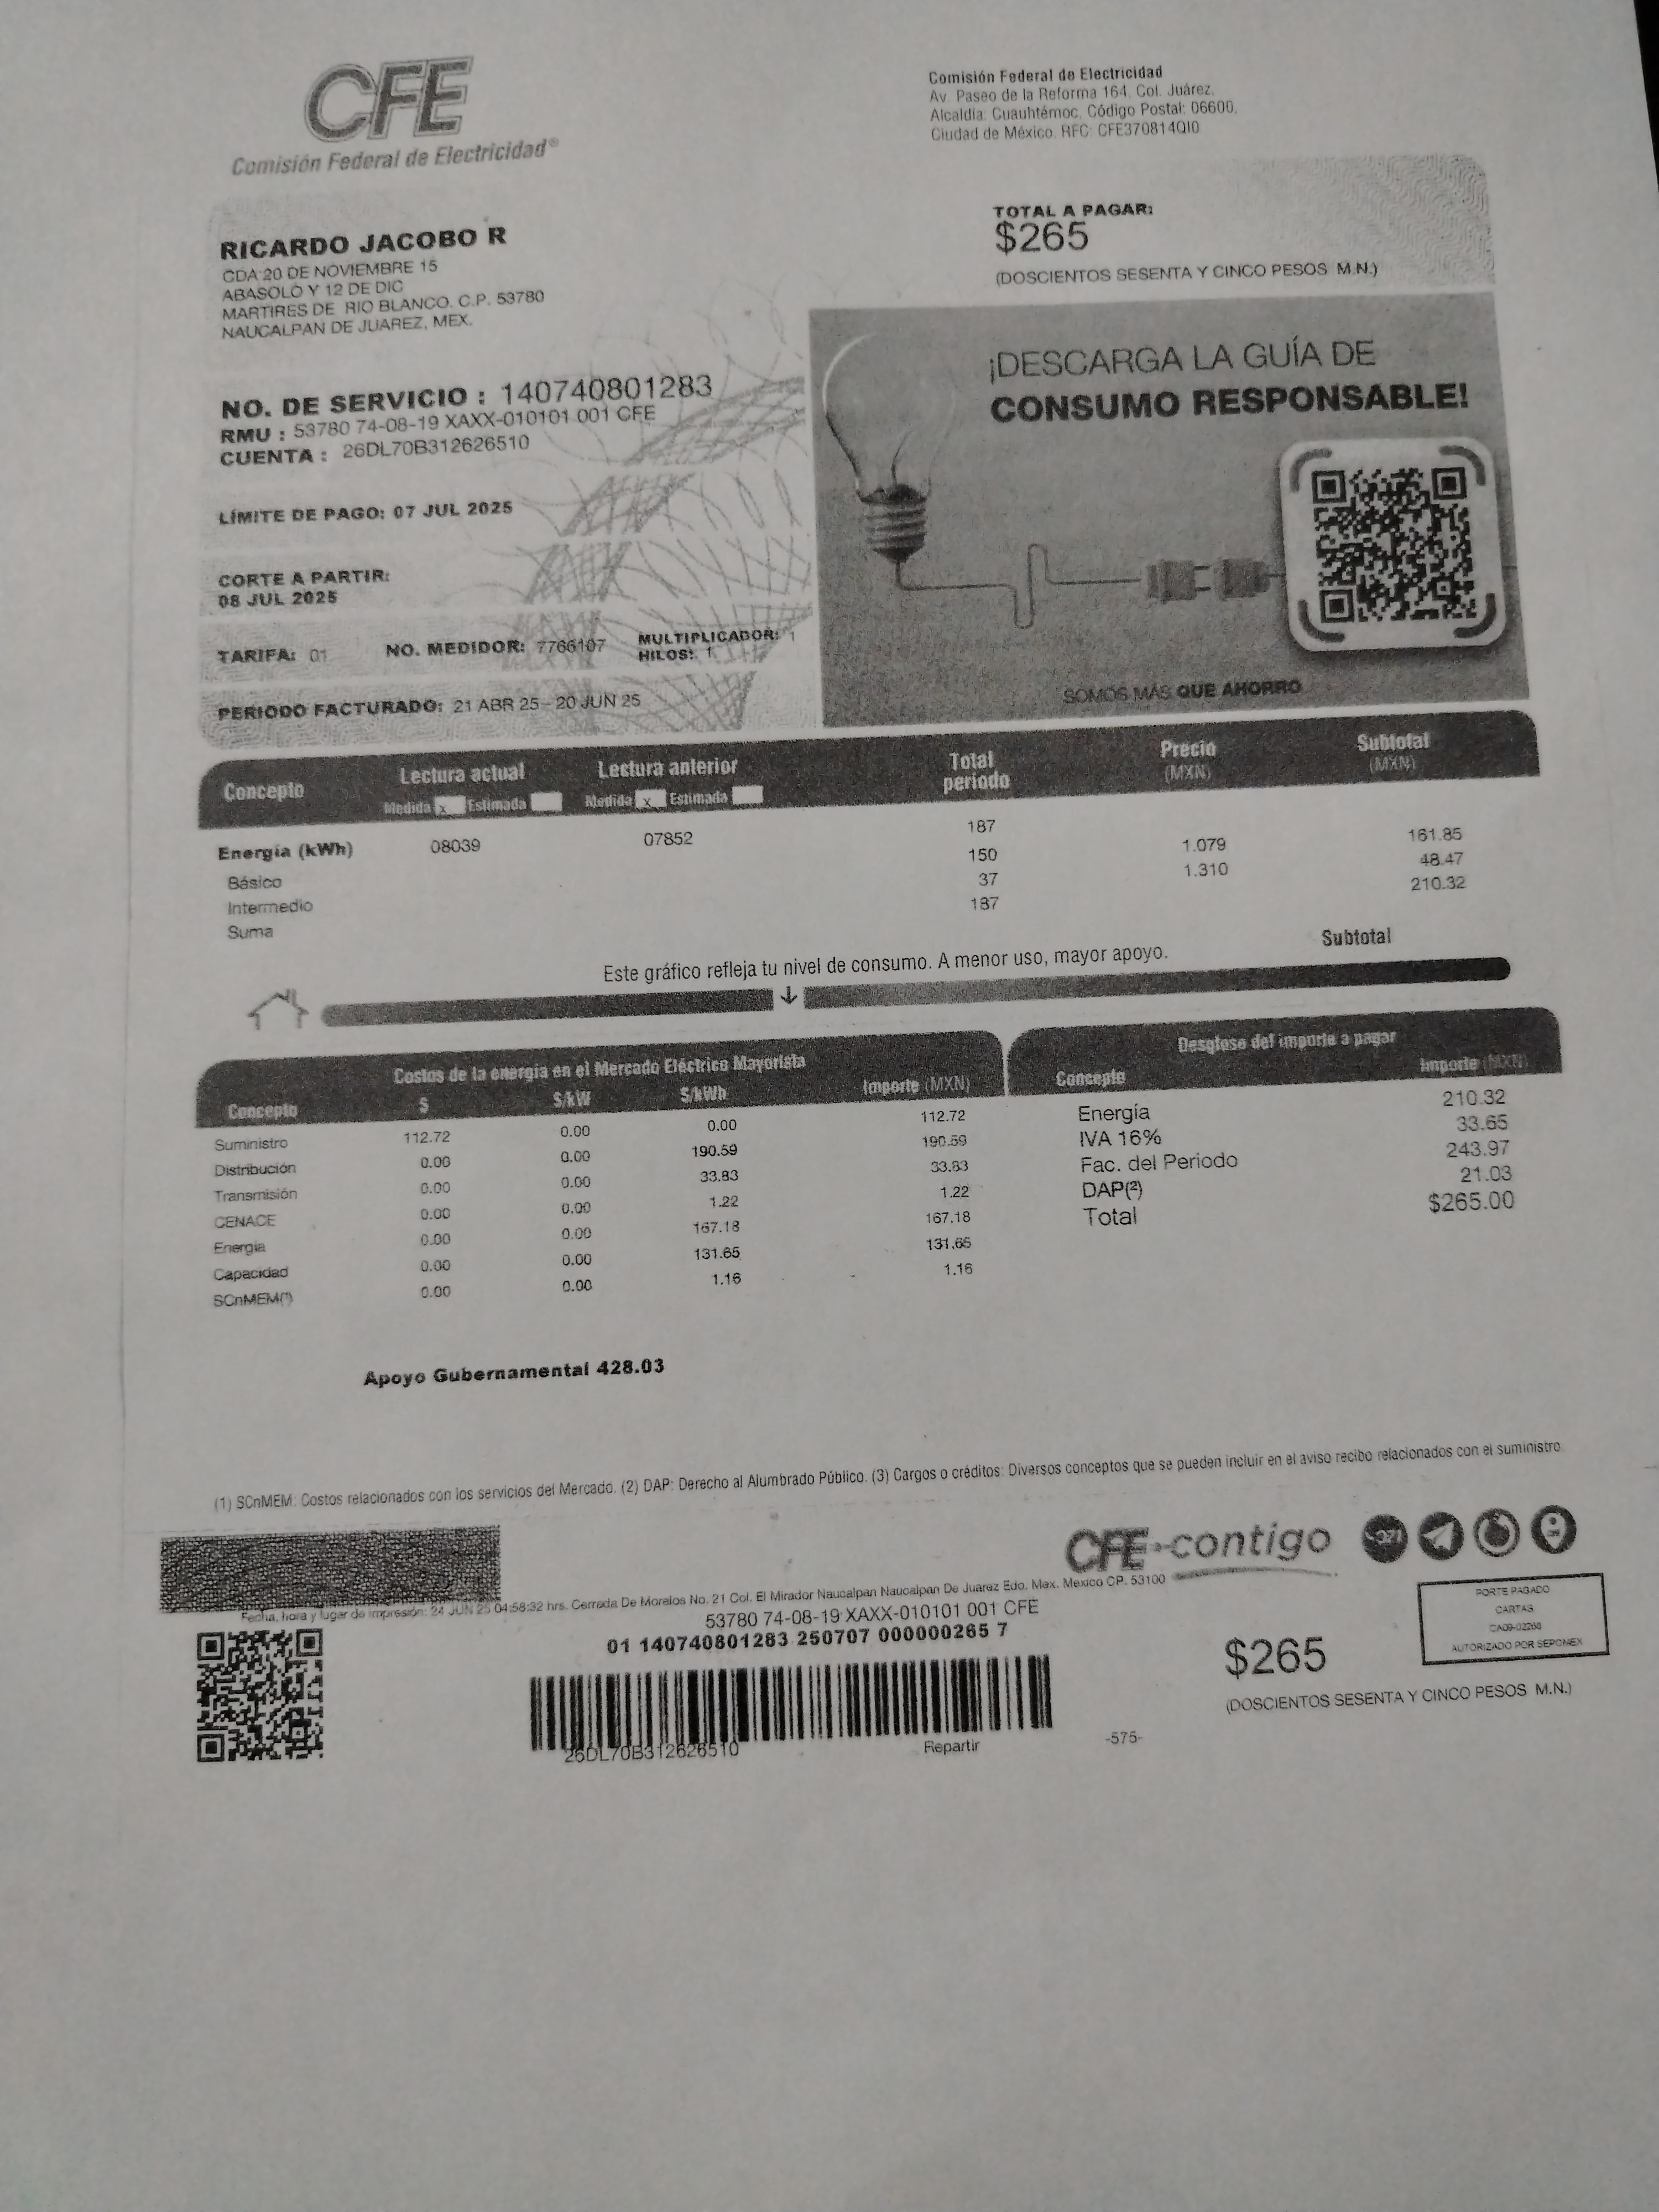 CFE
Comisión Federal de Electricidad®
Comisión Federal de Electricidad
Av. Paseo de la Reforma 164, Col. Juárez,
Alcaldía: Cuauhtémoc, Código Postal: 06600,
Ciudad de México. RFC: CFE370814QI0
RICARDO JACOBO R
CDA 20 DE NOVIEMBRE 15
ABASOLO Y 12 DE DIC
MARTIRES DE RIO BLANCO. C.P. 53780
NAUCALPAN DE JUAREZ, MEX.
TOTAL A PAGAR:
$265
(DOSCIENTOS SESENTA Y CINCO PESOS M.N.)
NO. DE SERVICIO : 140740801283
RMU : 53780 74-08-19 XAXX-010101 001 CFE
CUENTA : 26DL70B312626510
LÍMITE DE PAGO: 07 JUL 2025
CORTE A PARTIR:
08 JUL 2025
TARIFA: 01 NO. MEDIDOR: 7766107 MULTIPLICADOR: 1
HILOS: 1
PERIODO FACTURADO: 21 ABR 25 - 20 JUN 25
¡DESCARGA LA GUÍA DE
CONSUMO RESPONSABLE!
SOMOS MÁS QUE AHORRO
Concepto Lectura actual Lectura anterior Total periodo Precio (MXN) Subtotal (MXN)
Medida x Estimada Medida x Estimada
Energía (kWh) 08039 07852 187
Básico 150 1.079 161.85
Intermedio 37 1.310 48.47
Suma 187 210.32
Subtotal
Este gráfico refleja tu nivel de consumo. A menor uso, mayor apoyo.
Costos de la energía en el Mercado Eléctrico Mayorista
Concepto $ $/kW $/kWh Importe (MXN)
Suministro 112.72 0.00 0.00 112.72
Distribución 0.00 0.00 190.59 190.59
Transmisión 0.00 0.00 33.83 33.83
CENACE 0.00 0.00 1.22 1.22
Energía 0.00 0.00 167.18 167.18
Capacidad 0.00 0.00 131.65 131.65
SCnMEM(¹) 0.00 0.00 1.16 1.16
Desglose del importe a pagar
Concepto Importe (MXN)
Energía 210.32
IVA 16% 33.65
Fac. del Periodo 243.97
DAP(²) 21.03
Total $265.00
Apoyo Gubernamental 428.03
(1) SCnMEM: Costos relacionados con los servicios del Mercado. (2) DAP: Derecho al Alumbrado Público. (3) Cargos o créditos: Diversos conceptos que se pueden incluir en el aviso recibo relacionados con el suministro.
CFE contigo 071
Fecha, hora y lugar de impresión: 24 JUN 25 04:58:32 hrs. Cerrada De Morelos No. 21 Col. El Mirador Naucalpan Naucalpan De Juarez Edo. Mex. Mexico CP. 53100
53780 74-08-19 XAXX-010101 001 CFE
01 140740801283 250707 000000265 7
26DL70B312626510
Repartir
-575-
$265
(DOSCIENTOS SESENTA Y CINCO PESOS M.N.)
PORTE PAGADO
CARTAS
CA09-02260
AUTORIZADO POR SEPOMEX